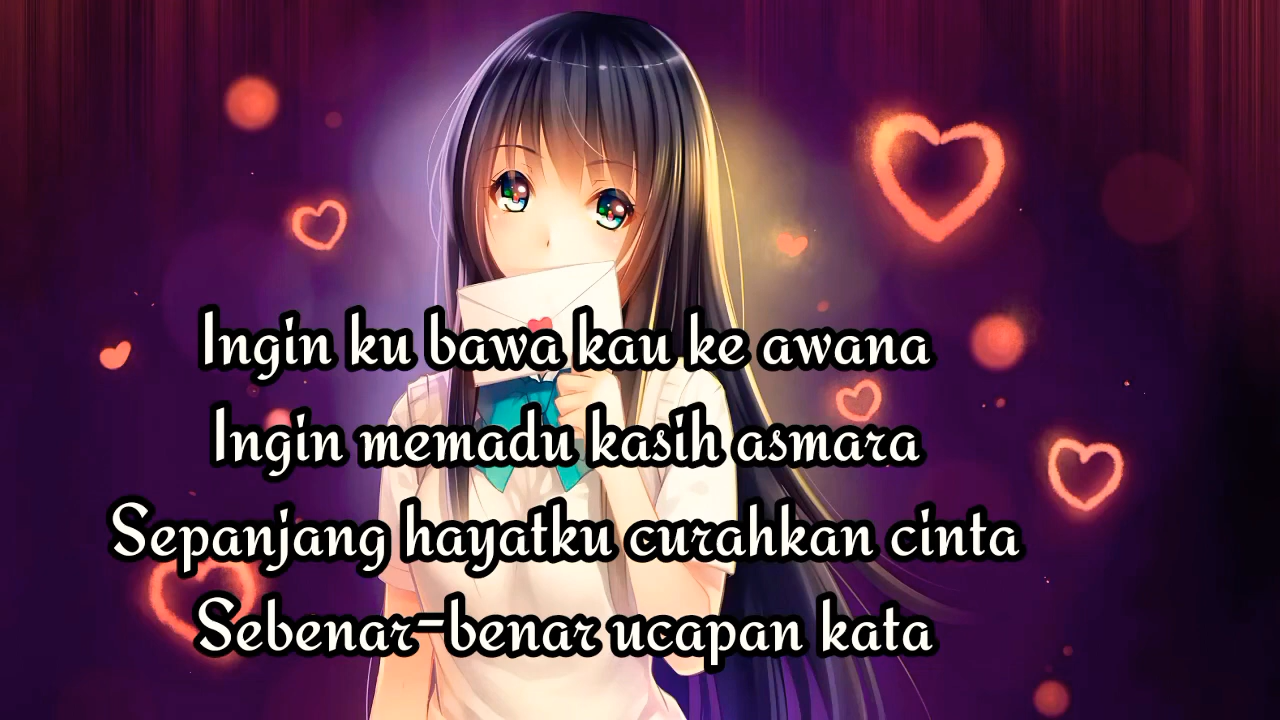 Ingin ku bawa kau ke awana
Ingin memadu kasih asmara
Sepanjang hayatku curahkan cinta
Sebenar-benar ucapan kata